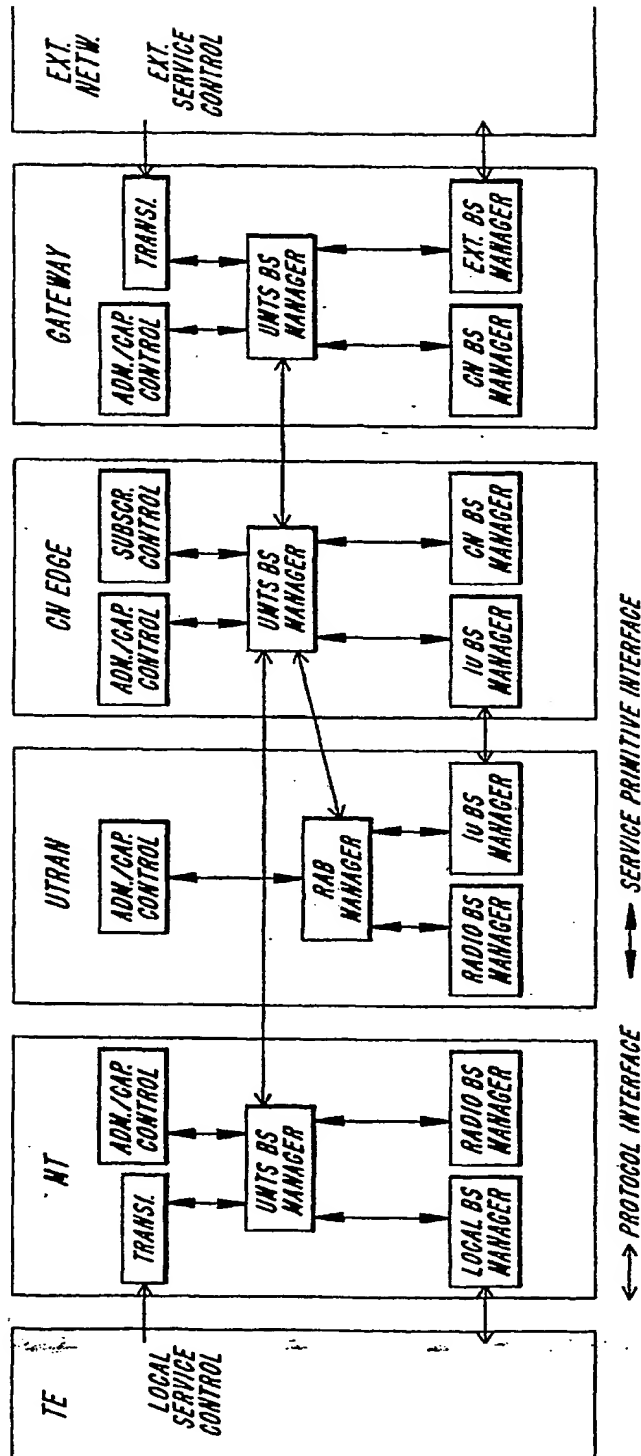 TE
LOCAL
SERVICE
CONTROL
MT
TRANSL.
ADM./CAP.
CONTROL
UMTS BS
MANAGER
LOCAL BS
MANAGER
RADIO BS
MANAGER
UTRAN
ADM./CAP.
CONTROL
RAB
MANAGER
RADIO BS
MANAGER
IU BS
MANAGER
CN EDGE
ADM./CAP.
CONTROL
SUBSCR.
CONTROL
UMTS BS
MANAGER
IU BS
MANAGER
CN BS
MANAGER
GATEWAY
ADM./CAP.
CONTROL
TRANSL.
UMTS BS
MANAGER
CN BS
MANAGER
EXT. BS
MANAGER
EXT.
NETW.
EXT.
SERVICE
CONTROL
PROTOCOL INTERFACE
SERVICE PRIMITIVE INTERFACE